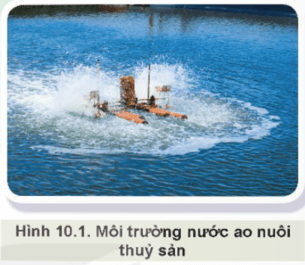 Hình 10.1. Môi trường nước ao nuôi
thuỷ sản